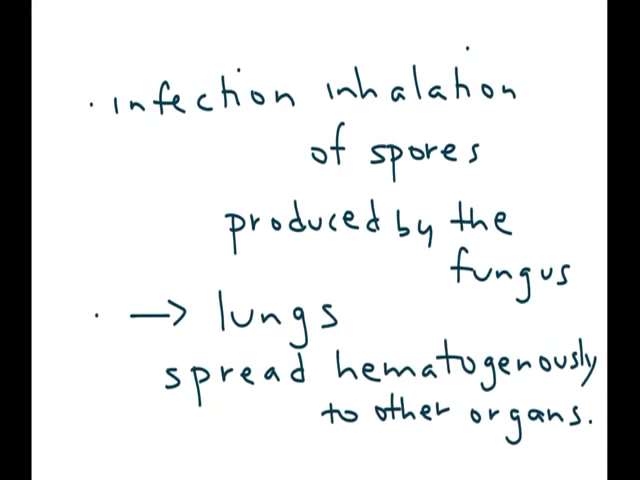 · infection inhalation
of spores
produced by the
fungus
· → lungs
spread hematogenously
to other organs.